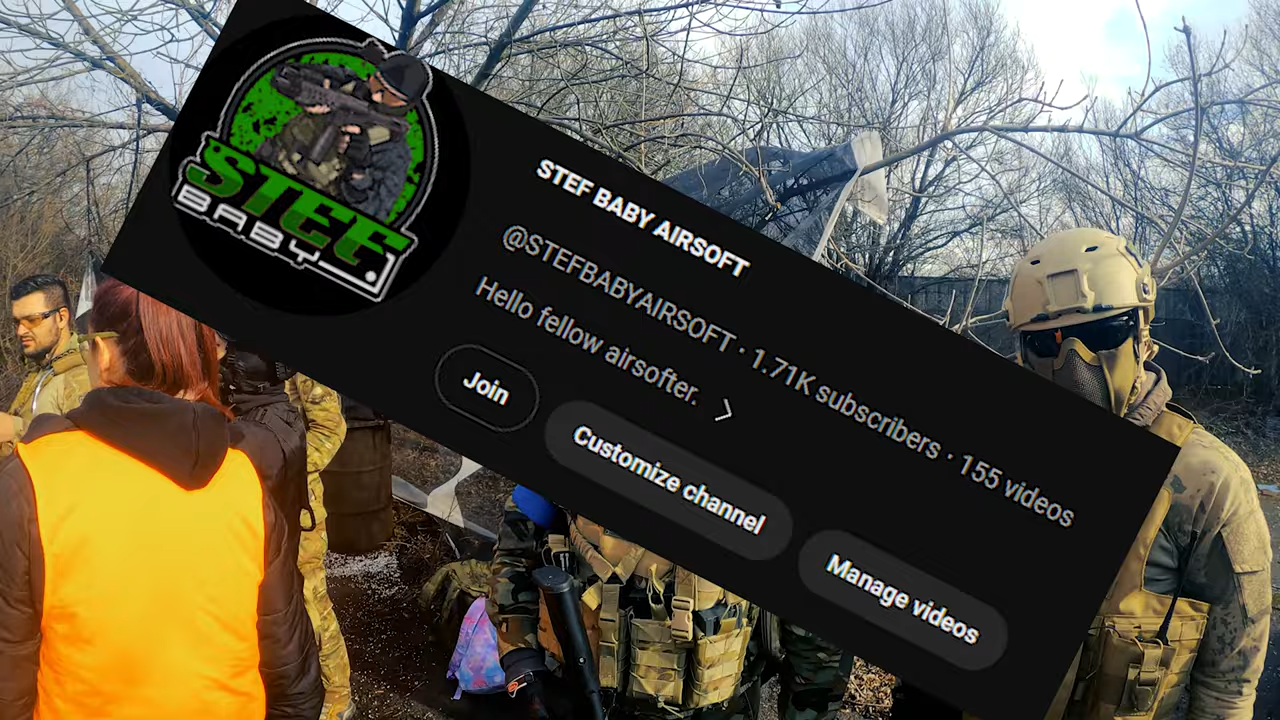 STEF
BABY
STEF BABY AIRSOFT
@STEFBABYAIRSOFT · 1.71K subscribers · 155 videos
Hello fellow airsofter. >
Join
Customize channel
Manage videos